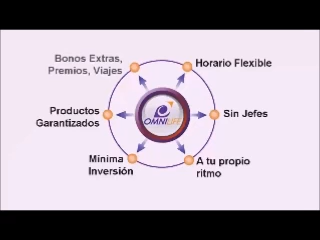 Bonos Extras,
Premios, Viajes
Horario Flexible
Productos
Garantizados
OMNILIFE
Sin Jefes
Mínima
Inversión
A tu propio
ritmo